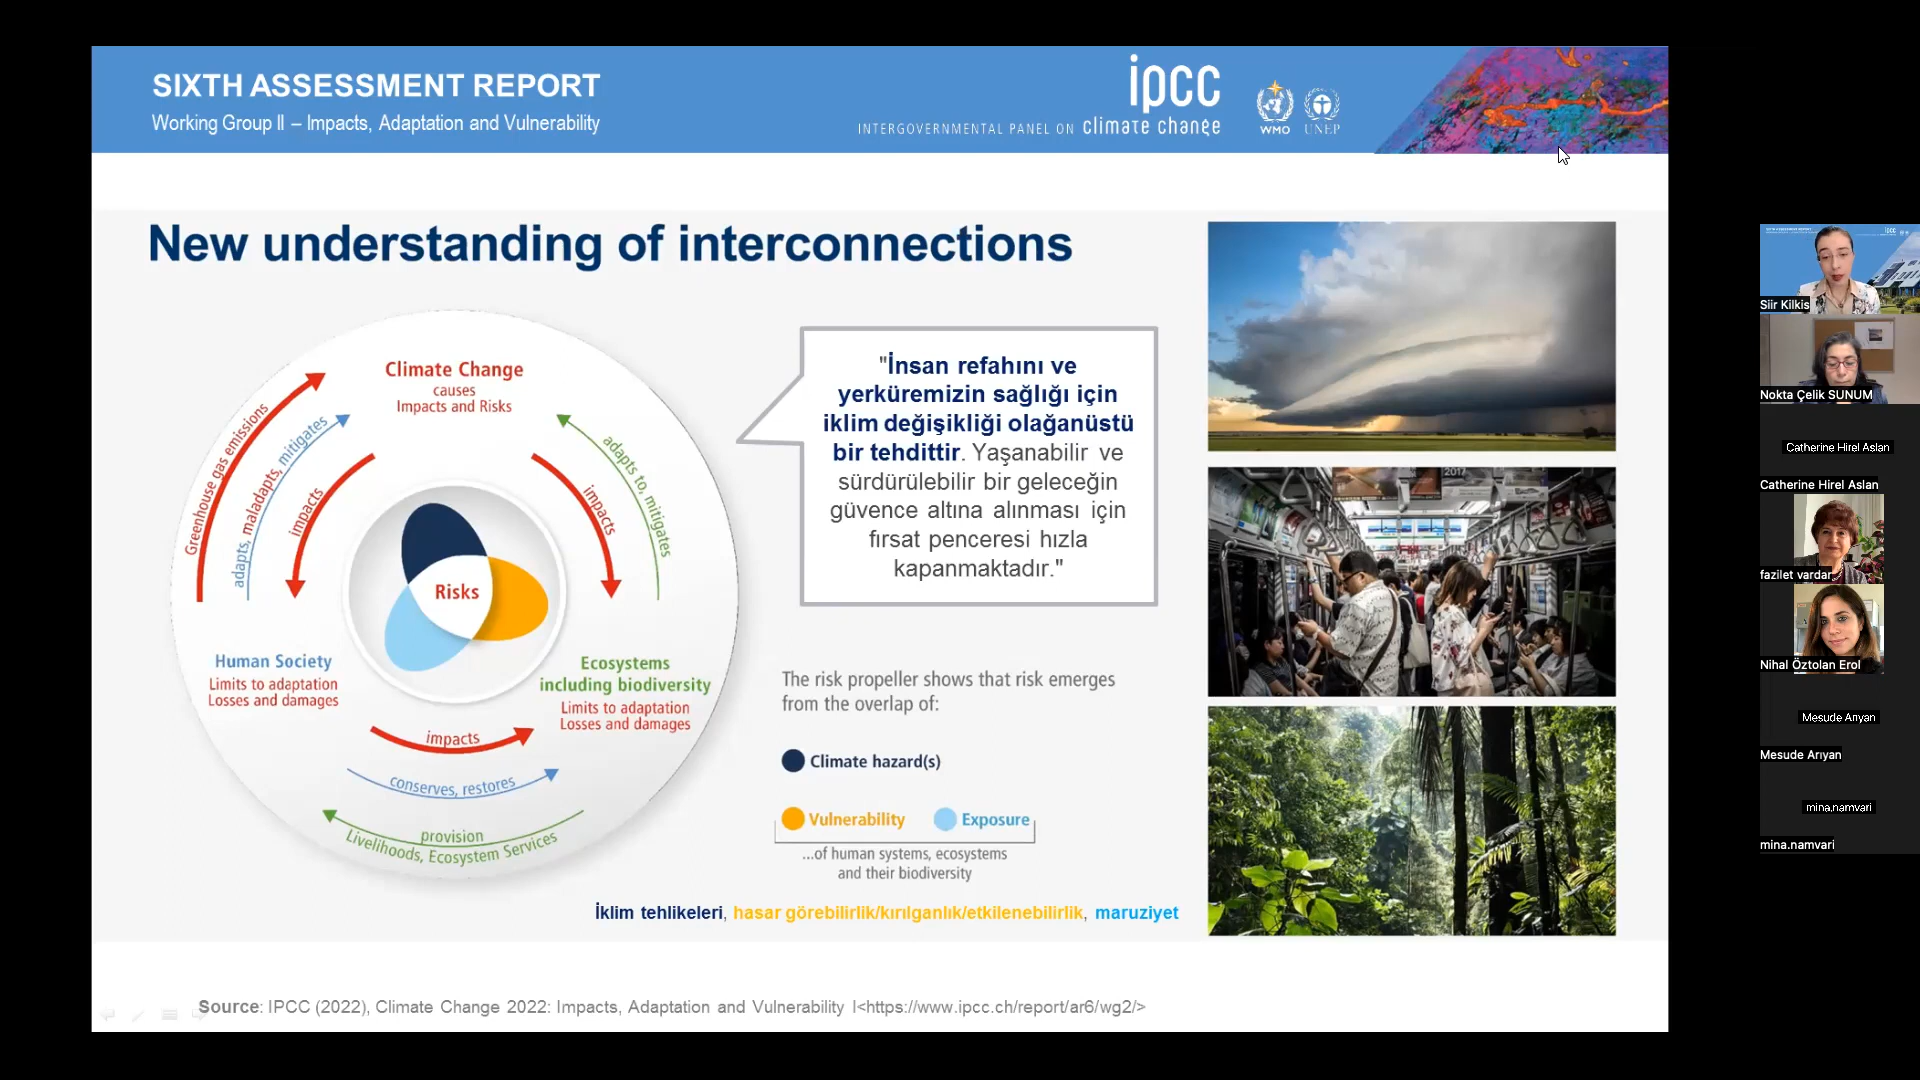 SIXTH ASSESSMENT REPORT
Working Group II – Impacts, Adaptation and Vulnerability
ipcc
INTERGOVERNMENTAL PANEL ON climate change
WMO
UNEP
New understanding of interconnections
Climate Change
causes
Impacts and Risks
Greenhouse gas emissions
adapts, maladapts, mitigates
impacts
impacts
adapts to, mitigates
Risks
Human Society
Limits to adaptation
Losses and damages
Ecosystems
including biodiversity
Limits to adaptation
Losses and damages
impacts
conserves, restores
provision
Livelihoods, Ecosystem Services
"İnsan refahını ve
yerküremizin sağlığı için
iklim değişikliği olağanüstü
bir tehdittir. Yaşanabilir ve
sürdürülebilir bir geleceğin
güvence altına alınması için
fırsat penceresi hızla
kapanmaktadır."
The risk propeller shows that risk emerges
from the overlap of:
Climate hazard(s)
Vulnerability
Exposure
...of human systems, ecosystems
and their biodiversity
İklim tehlikeleri, hasar görebilirlik/kırılganlık/etkilenebilirlik, maruziyet
2017
Source: IPCC (2022), Climate Change 2022: Impacts, Adaptation and Vulnerability I<https://www.ipcc.ch/report/ar6/wg2/>
Siir Kilkis
Nokta Çelik SUNUM
Catherine Hirel Aslan
Catherine Hirel Aslan
fazilet vardar
Nihal Öztolan Erol
Mesude Arıyan
Mesude Arıyan
mina.namvari
mina.namvari